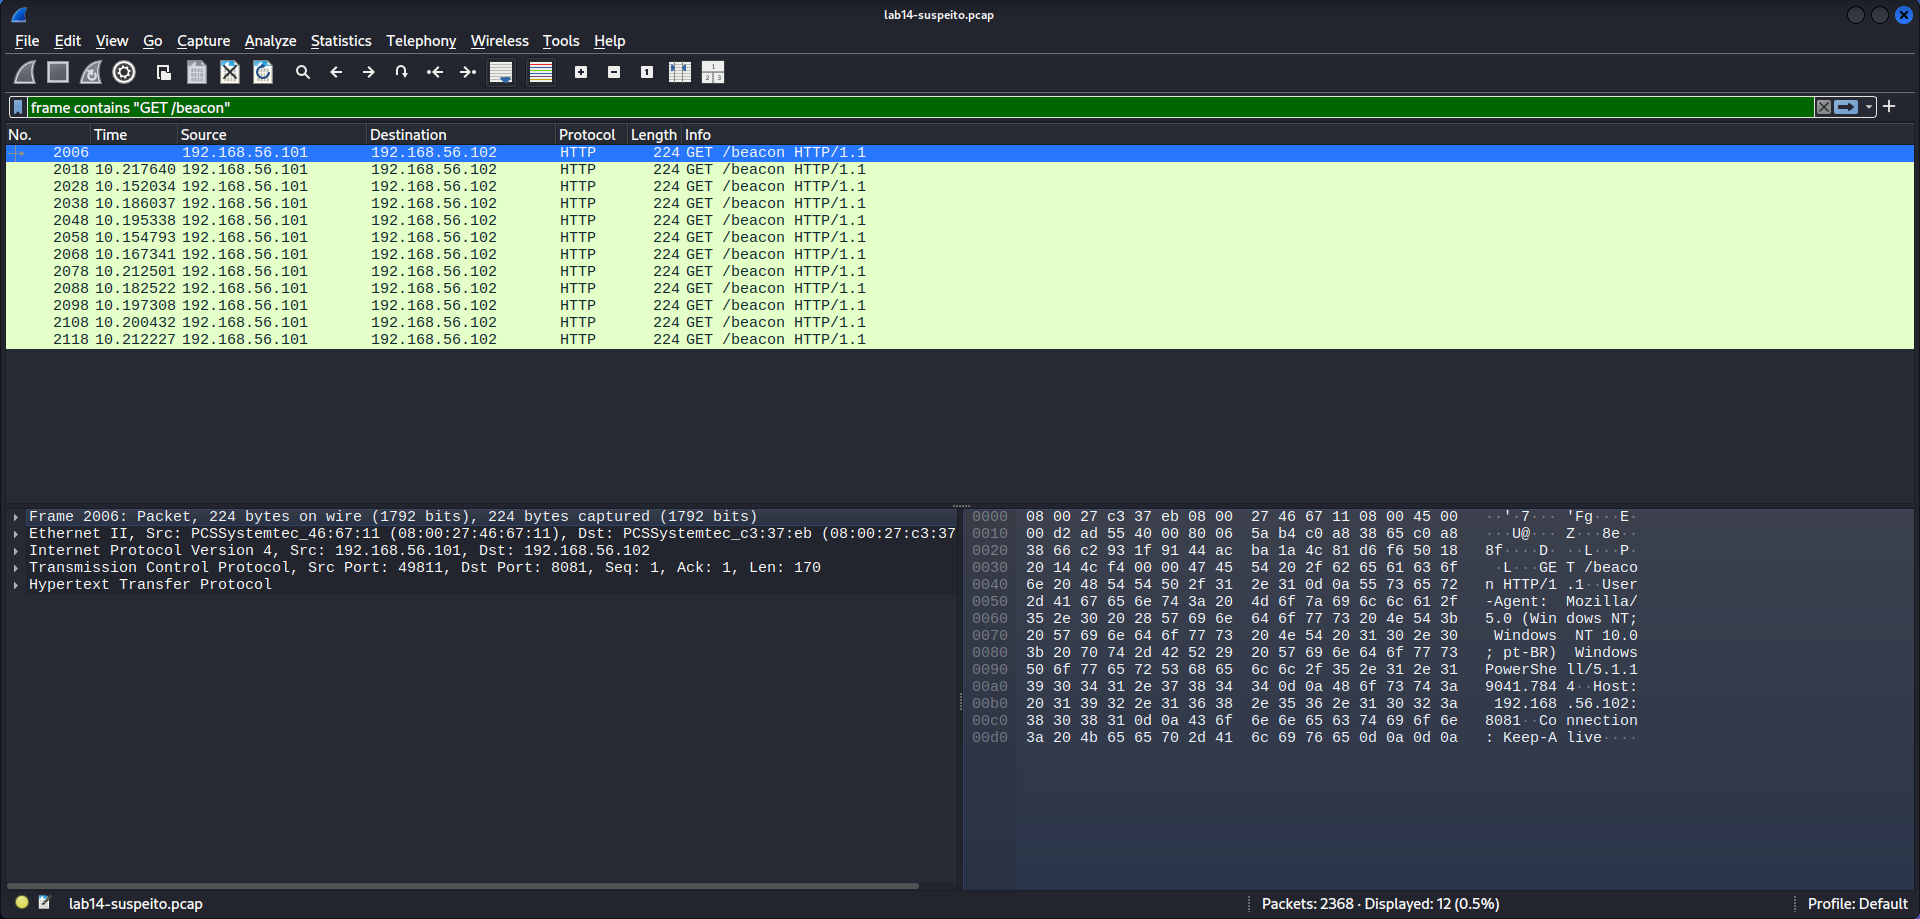 lab14-suspeito.pcap
File Edit View Go Capture Analyze Statistics Telephony Wireless Tools Help
frame contains "GET /beacon"
No. Time Source Destination Protocol Length Info
2006 192.168.56.101 192.168.56.102 HTTP 224 GET /beacon HTTP/1.1
2018 10.217640 192.168.56.101 192.168.56.102 HTTP 224 GET /beacon HTTP/1.1
2028 10.152034 192.168.56.101 192.168.56.102 HTTP 224 GET /beacon HTTP/1.1
2038 10.186037 192.168.56.101 192.168.56.102 HTTP 224 GET /beacon HTTP/1.1
2048 10.195338 192.168.56.101 192.168.56.102 HTTP 224 GET /beacon HTTP/1.1
2058 10.154793 192.168.56.101 192.168.56.102 HTTP 224 GET /beacon HTTP/1.1
2068 10.167341 192.168.56.101 192.168.56.102 HTTP 224 GET /beacon HTTP/1.1
2078 10.212501 192.168.56.101 192.168.56.102 HTTP 224 GET /beacon HTTP/1.1
2088 10.182522 192.168.56.101 192.168.56.102 HTTP 224 GET /beacon HTTP/1.1
2098 10.197308 192.168.56.101 192.168.56.102 HTTP 224 GET /beacon HTTP/1.1
2108 10.200432 192.168.56.101 192.168.56.102 HTTP 224 GET /beacon HTTP/1.1
2118 10.212227 192.168.56.101 192.168.56.102 HTTP 224 GET /beacon HTTP/1.1
Frame 2006: Packet, 224 bytes on wire (1792 bits), 224 bytes captured (1792 bits)
Ethernet II, Src: PCSSystemtec_46:67:11 (08:00:27:46:67:11), Dst: PCSSystemtec_c3:37:eb (08:00:27:c3:37
Internet Protocol Version 4, Src: 192.168.56.101, Dst: 192.168.56.102
Transmission Control Protocol, Src Port: 49811, Dst Port: 8081, Seq: 1, Ack: 1, Len: 170
Hypertext Transfer Protocol
0000 08 00 27 c3 37 eb 08 00 27 46 67 11 08 00 45 00 ··'·7··· 'Fg···E·
0010 00 d2 ad 55 40 00 80 06 5a b4 c0 a8 38 65 c0 a8 ···U@··· Z···8e··
0020 38 66 c2 93 1f 91 44 ac ba 1a 4c 81 d6 f6 50 18 8f····D· ··L···P·
0030 20 14 4c f4 00 00 47 45 54 20 2f 62 65 61 63 6f ·L···GE T /beaco
0040 6e 20 48 54 54 50 2f 31 2e 31 0d 0a 55 73 65 72 n HTTP/1 .1··User
0050 2d 41 67 65 6e 74 3a 20 4d 6f 7a 69 6c 6c 61 2f -Agent: Mozilla/
0060 35 2e 30 20 28 57 69 6e 64 6f 77 73 20 4e 54 3b 5.0 (Win dows NT;
0070 20 57 69 6e 64 6f 77 73 20 4e 54 20 31 30 2e 30 Windows NT 10.0
0080 3b 20 70 74 2d 42 52 29 20 57 69 6e 64 6f 77 73 ; pt-BR) Windows
0090 50 6f 77 65 72 53 68 65 6c 6c 2f 35 2e 31 2e 31 PowerShe ll/5.1.1
00a0 39 30 34 31 2e 37 38 34 34 0d 0a 48 6f 73 74 3a 9041.784 4··Host:
00b0 20 31 39 32 2e 31 36 38 2e 35 36 2e 31 30 32 3a 192.168 .56.102:
00c0 38 30 38 31 0d 0a 43 6f 6e 6e 65 63 74 69 6f 6e 8081··Co nnection
00d0 3a 20 4b 65 65 70 2d 41 6c 69 76 65 0d 0a 0d 0a : Keep-A live····
lab14-suspeito.pcap
Packets: 2368 · Displayed: 12 (0.5%)
Profile: Default